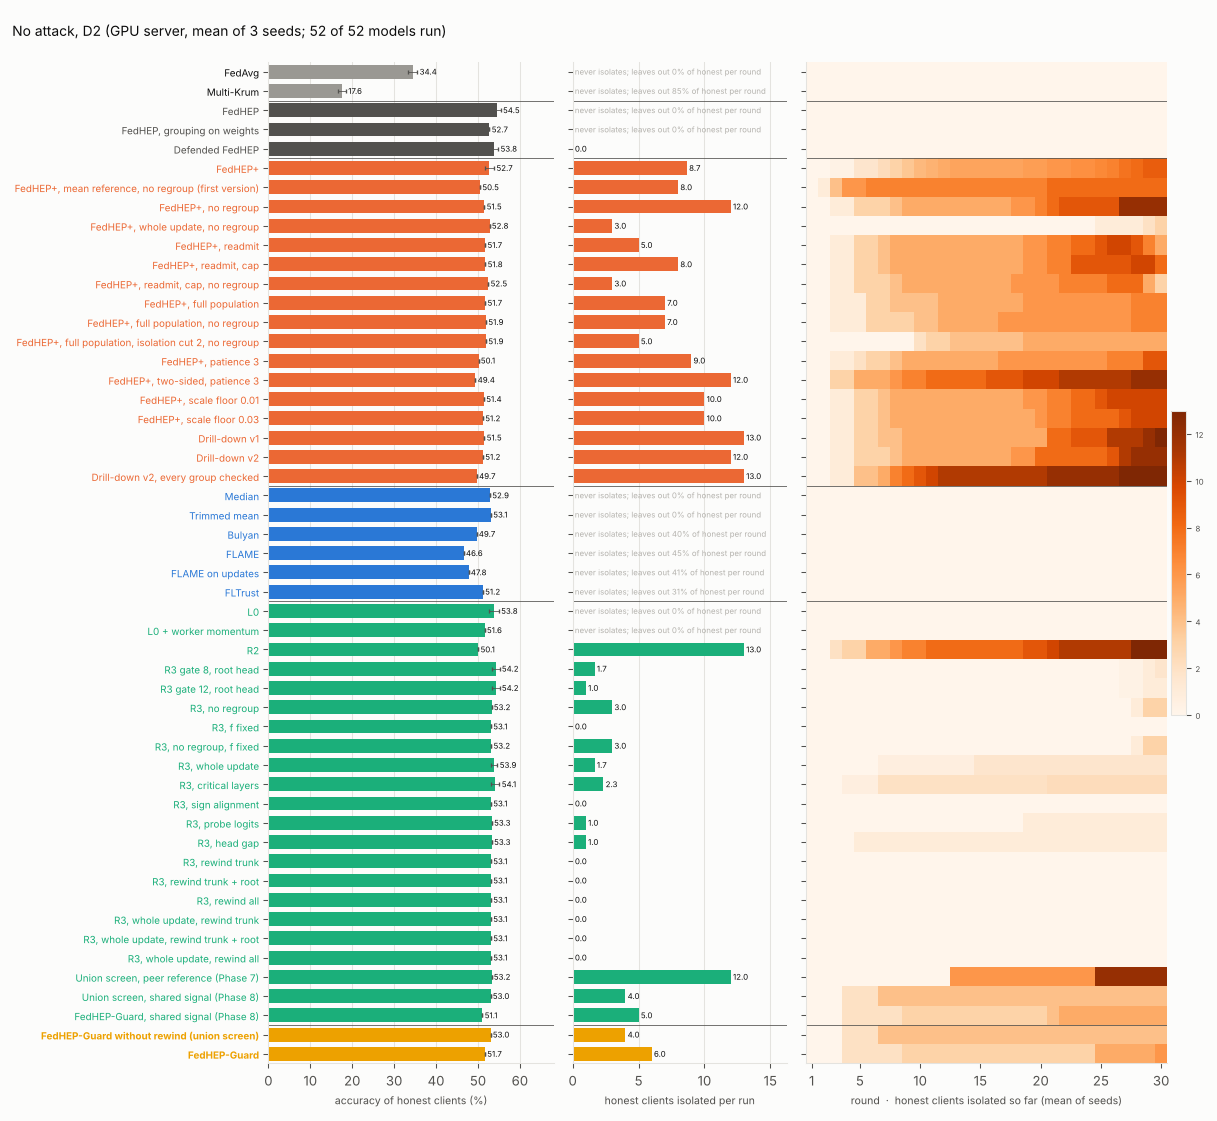 No attack, D2 (GPU server, mean of 3 seeds; 52 of 52 models run)
FedAvg 34.4 never isolates; leaves out 0% of honest per round
Multi-Krum 17.6 never isolates; leaves out 85% of honest per round
FedHEP 54.5 never isolates; leaves out 0% of honest per round
FedHEP, grouping on weights 52.7 never isolates; leaves out 0% of honest per round
Defended FedHEP 53.8 0.0
FedHEP+ 52.7 8.7
FedHEP+, mean reference, no regroup (first version) 50.5 8.0
FedHEP+, no regroup 51.5 12.0
FedHEP+, whole update, no regroup 52.8 3.0
FedHEP+, readmit 51.7 5.0
FedHEP+, readmit, cap 51.8 8.0
FedHEP+, readmit, cap, no regroup 52.5 3.0
FedHEP+, full population 51.7 7.0
FedHEP+, full population, no regroup 51.9 7.0
FedHEP+, full population, isolation cut 2, no regroup 51.9 5.0
FedHEP+, patience 3 50.1 9.0
FedHEP+, two-sided, patience 3 49.4 12.0
FedHEP+, scale floor 0.01 51.4 10.0
FedHEP+, scale floor 0.03 51.2 10.0
Drill-down v1 51.5 13.0
Drill-down v2 51.2 12.0
Drill-down v2, every group checked 49.7 13.0
Median 52.9 never isolates; leaves out 0% of honest per round
Trimmed mean 53.1 never isolates; leaves out 0% of honest per round
Bulyan 49.7 never isolates; leaves out 40% of honest per round
FLAME 46.6 never isolates; leaves out 45% of honest per round
FLAME on updates 47.8 never isolates; leaves out 41% of honest per round
FLTrust 51.2 never isolates; leaves out 31% of honest per round
L0 53.8 never isolates; leaves out 0% of honest per round
L0 + worker momentum 51.6 never isolates; leaves out 0% of honest per round
R2 50.1 13.0
R3 gate 8, root head 54.2 1.7
R3 gate 12, root head 54.2 1.0
R3, no regroup 53.2 3.0
R3, f fixed 53.1 0.0
R3, no regroup, f fixed 53.2 3.0
R3, whole update 53.9 1.7
R3, critical layers 54.1 2.3
R3, sign alignment 53.1 0.0
R3, probe logits 53.3 1.0
R3, head gap 53.3 1.0
R3, rewind trunk 53.1 0.0
R3, rewind trunk + root 53.1 0.0
R3, rewind all 53.1 0.0
R3, whole update, rewind trunk 53.1 0.0
R3, whole update, rewind trunk + root 53.1 0.0
R3, whole update, rewind all 53.1 0.0
Union screen, peer reference (Phase 7) 53.2 12.0
Union screen, shared signal (Phase 8) 53.0 4.0
FedHEP-Guard, shared signal (Phase 8) 51.1 5.0
FedHEP-Guard without rewind (union screen) 53.0 4.0
FedHEP-Guard 51.7 6.0
0 10 20 30 40 50 60
accuracy of honest clients (%)
0 5 10 15
honest clients isolated per run
1 5 10 15 20 25 30
round · honest clients isolated so far (mean of seeds)
12
10
8
6
4
2
0